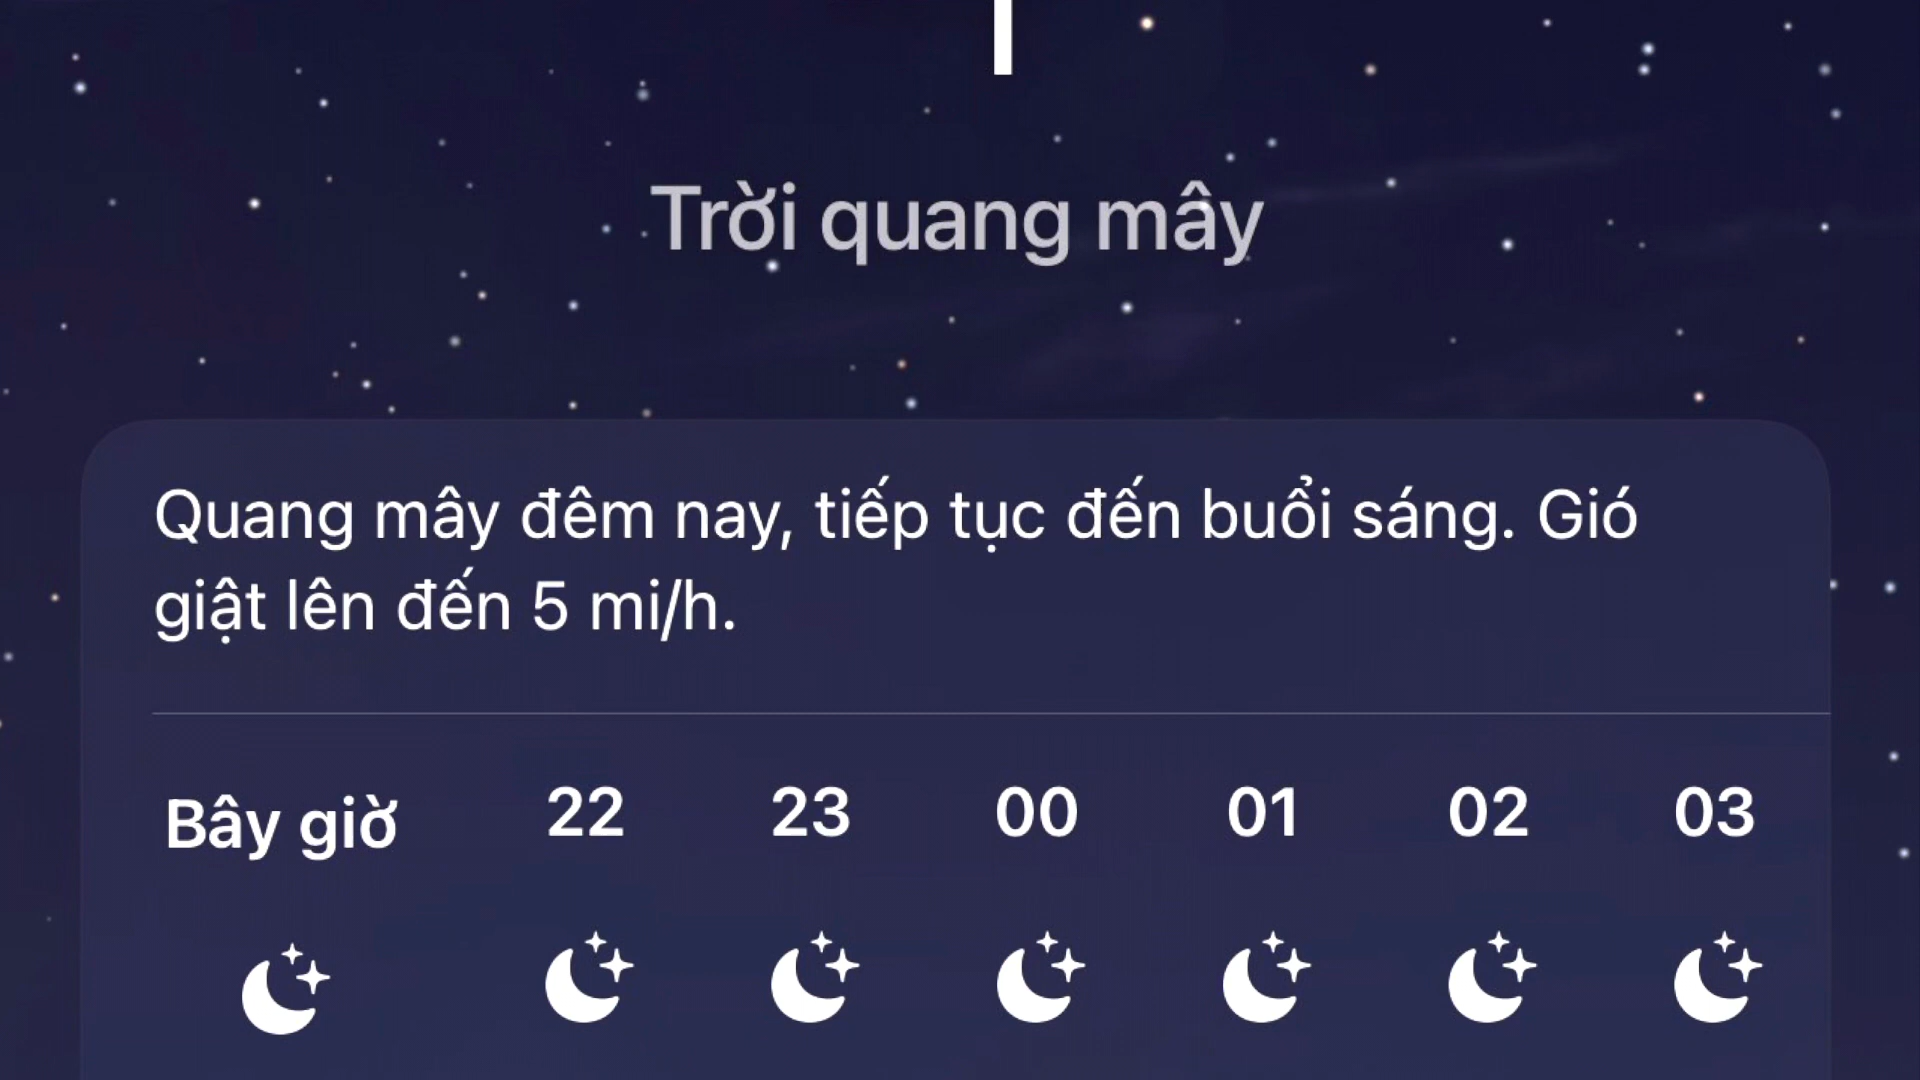 Trời quang mây
Quang mây đêm nay, tiếp tục đến buổi sáng. Gió
giật lên đến 5 mi/h.
Bây giờ 22 23 00 01 02 03